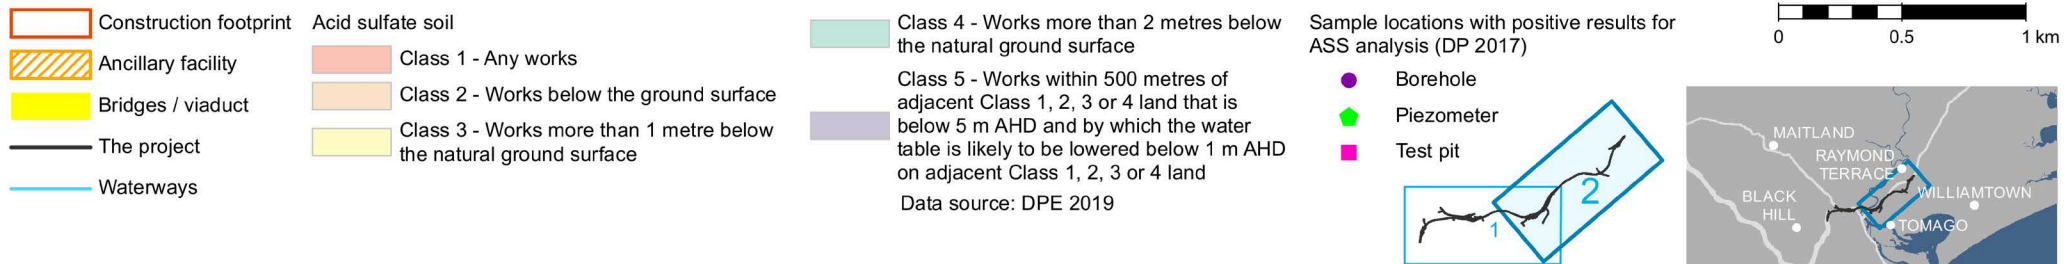 Construction footprint
Ancillary facility
Bridges / viaduct
The project
Waterways
Acid sulfate soil
Class 1 - Any works
Class 2 - Works below the ground surface
Class 3 - Works more than 1 metre below
the natural ground surface
Class 4 - Works more than 2 metres below
the natural ground surface
Class 5 - Works within 500 metres of
adjacent Class 1, 2, 3 or 4 land that is
below 5 m AHD and by which the water
table is likely to be lowered below 1 m AHD
on adjacent Class 1, 2, 3 or 4 land
Data source: DPE 2019
Sample locations with positive results for
ASS analysis (DP 2017)
Borehole
Piezometer
Test pit
1
2
0 0.5 1 km
MAITLAND
RAYMOND
TERRACE
WILLIAMTOWN
BLACK
HILL
TOMAGO